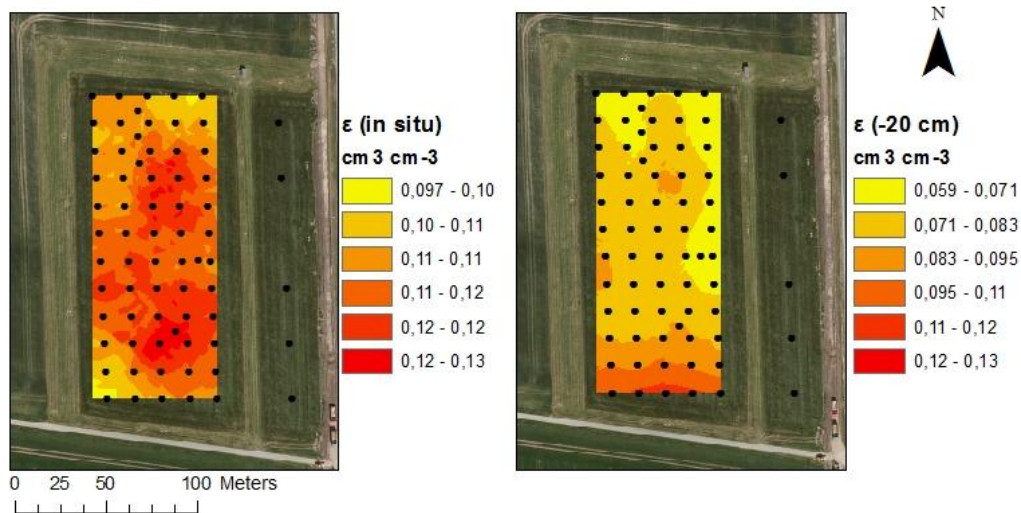 N
ε (in situ)
cm 3 cm -3
0,097 - 0,10
0,10 - 0,11
0,11 - 0,11
0,11 - 0,12
0,12 - 0,12
0,12 - 0,13
ε (-20 cm)
cm 3 cm -3
0,059 - 0,071
0,071 - 0,083
0,083 - 0,095
0,095 - 0,11
0,11 - 0,12
0,12 - 0,13
0 25 50 100 Meters